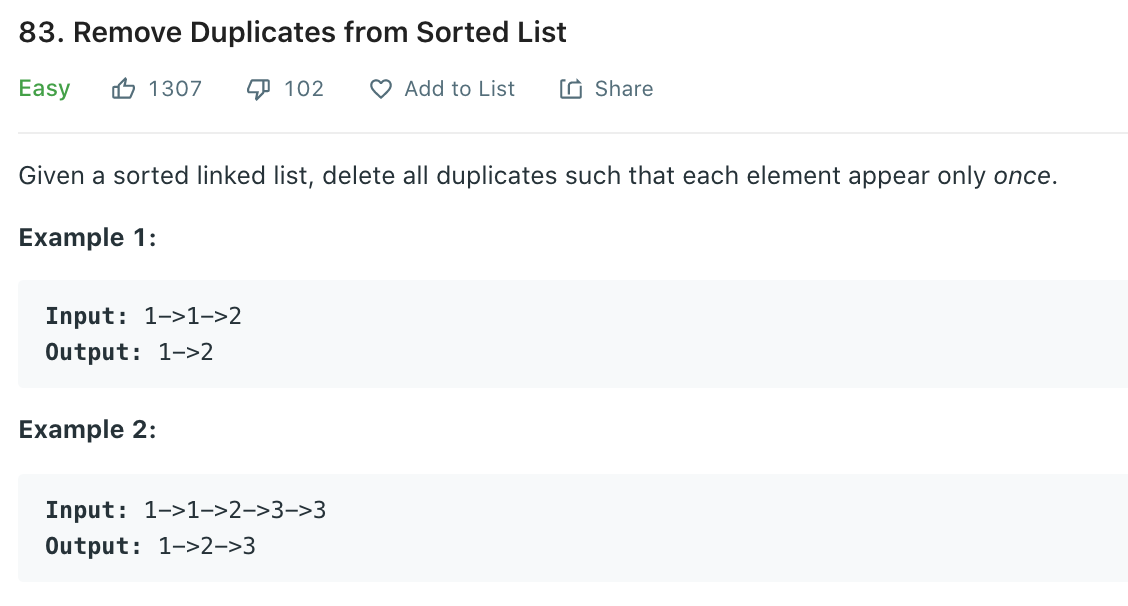 83. Remove Duplicates from Sorted List
Easy 1307 102 Add to List Share
Given a sorted linked list, delete all duplicates such that each element appear only once.
Example 1:
Input: 1->1->2
Output: 1->2
Example 2:
Input: 1->1->2->3->3
Output: 1->2->3